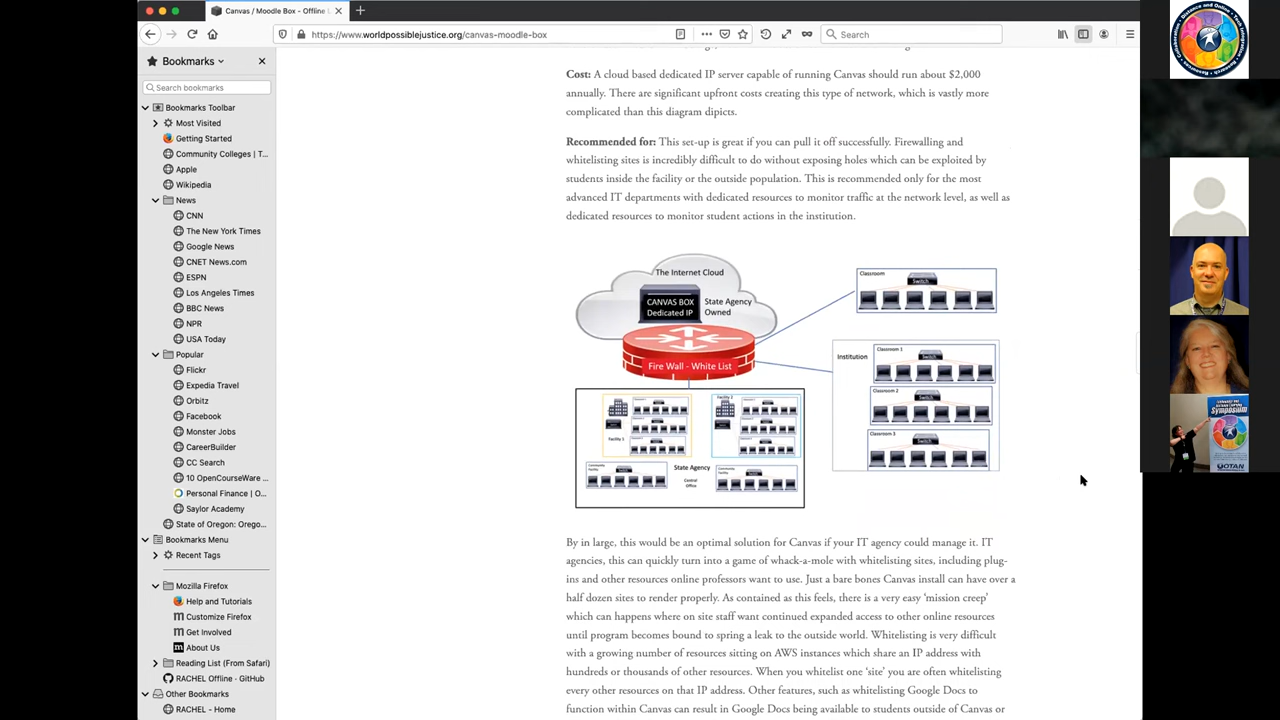 Canvas / Moodle Box - Offline L
https://www.worldpossiblejustice.org/canvas-moodle-box
Search
Bookmarks
Search bookmarks
Bookmarks Toolbar
Most Visited
Getting Started
Community Colleges | T...
Apple
Wikipedia
News
CNN
The New York Times
Google News
CNET News.com
ESPN
Los Angeles Times
BBC News
NPR
USA Today
Popular
Flickr
Expedia Travel
Orbitz
Facebook
Monster Jobs
CareerBuilder
CC Search
10 OpenCourseWare ...
Personal Finance | O...
Saylor Academy
State of Oregon: Orego...
Bookmarks Menu
Recent Tags
Mozilla Firefox
Help and Tutorials
Customize Firefox
Get Involved
About Us
Reading List (From Safari)
RACHEL Offline · GitHub
Other Bookmarks
RACHEL - Home
Cost: A cloud based dedicated IP server capable of running Canvas should run about $2,000
annually. There are significant upfront costs creating this type of network, which is vastly more
complicated than this diagram dipicts.
Recommended for: This set-up is great if you can pull it off successfully. Firewalling and
whitelisting sites is incredibly difficult to do without exposing holes which can be exploited by
students inside the facility or the outside population. This is recommended only for the most
advanced IT departments with dedicated resources to monitor traffic at the network level, as well as
dedicated resources to monitor student actions in the institution.
The Internet Cloud
CANVAS BOX
Dedicated IP
State Agency
Owned
Fire Wall - White List
Classroom
Switch
Institution
Classroom 1
Switch
Classroom 2
Switch
Classroom 3
Switch
Facility 1
Facility 2
State Agency
Central
Office
By in large, this would be an optimal solution for Canvas if your IT agency could manage it. IT
agencies, this can quickly turn into a game of whack-a-mole with whitelisting sites, including plug-
ins and other resources online professors want to use. Just a bare bones Canvas install can have over a
half dozen sites to render properly. As contained as this feels, there is a very easy ‘mission creep’
which can happens where on site staff want continued expanded access to other online resources
until program becomes bound to spring a leak to the outside world. Whitelisting is very difficult
with a growing number of resources sitting on AWS instances which share an IP address with
hundreds or thousands of other resources. When you whitelist one ‘site’ you are often whitelisting
every other resources on that IP address. Other features, such as whitelisting Google Docs to
function within Canvas can result in Google Docs being available to students outside of Canvas or
Symposium
OTAN